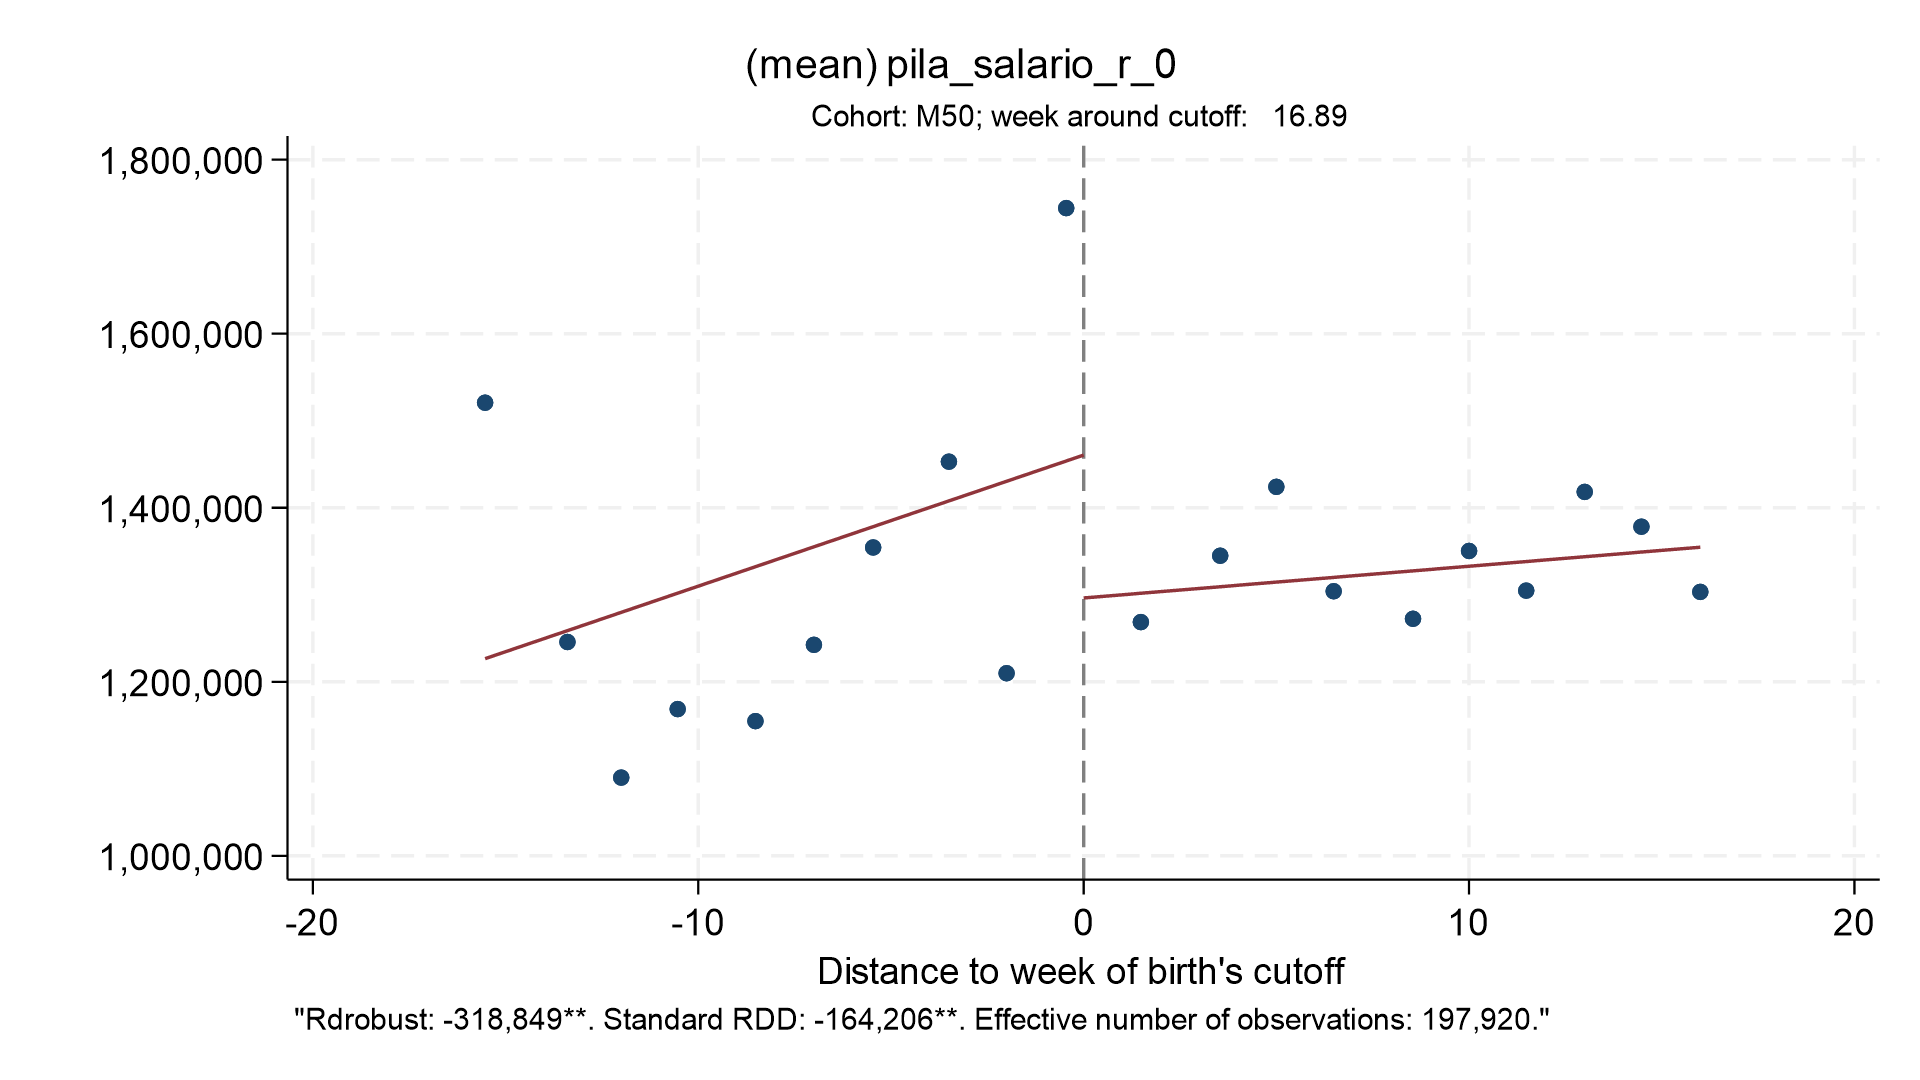 (mean) pila_salario_r_0
Cohort: M50; week around cutoff: 16.89
1,800,000
1,600,000
1,400,000
1,200,000
1,000,000
-20 -10 0 10 20
Distance to week of birth's cutoff
"Rdrobust: -318,849**. Standard RDD: -164,206**. Effective number of observations: 197,920."